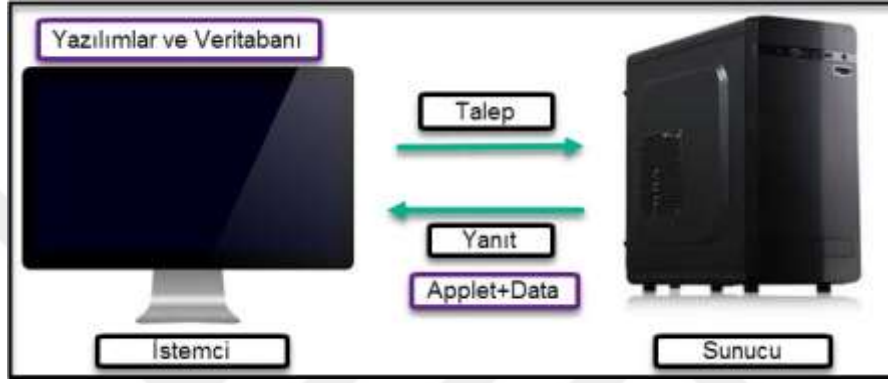 Yazılımlar ve Veritabanı
Talep
Yanıt
Applet+Data
İstemci
Sunucu